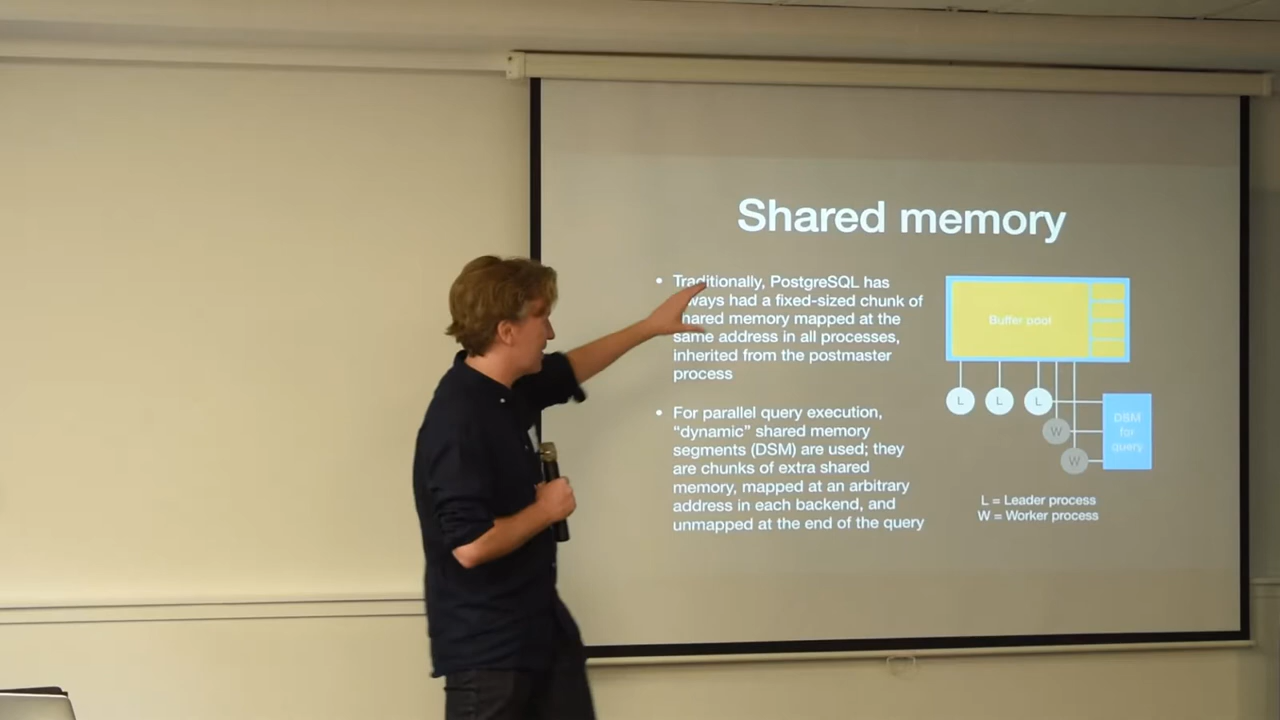 Shared memory
• Traditionally, PostgreSQL has
always had a fixed-sized chunk of
shared memory mapped at the
same address in all processes,
inherited from the postmaster
process
• For parallel query execution,
“dynamic” shared memory
segments (DSM) are used; they
are chunks of extra shared
memory, mapped at an arbitrary
address in each backend, and
unmapped at the end of the query
Buffer pool
L L L
W
W
DSM
for
query
L = Leader process
W = Worker process